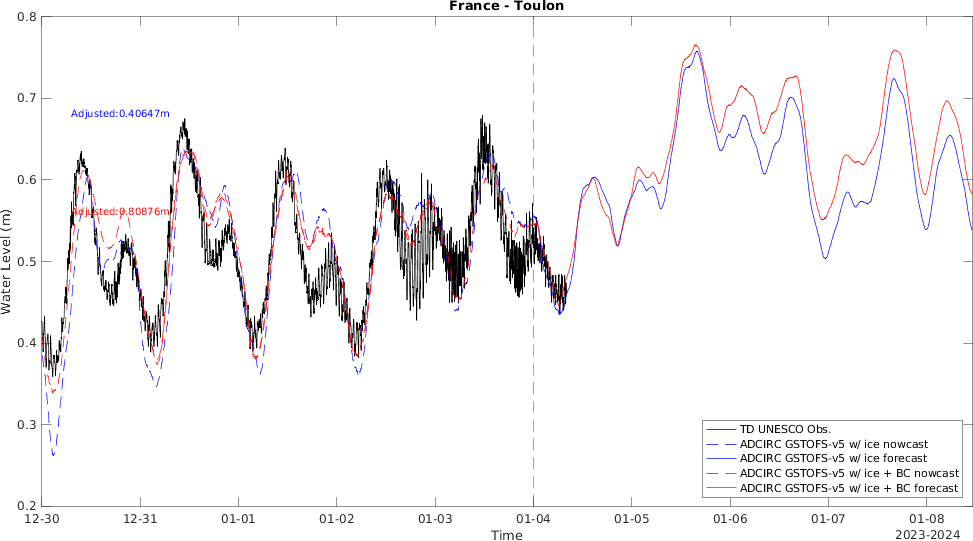 France - Toulon
0.8
0.7
0.6
0.5
0.4
0.3
0.2
Water Level (m)
Adjusted:0.40647m
Adjusted:0.80876m
TD UNESCO Obs.
ADCIRC GSTOFS-v5 w/ ice nowcast
ADCIRC GSTOFS-v5 w/ ice forecast
ADCIRC GSTOFS-v5 w/ ice + BC nowcast
ADCIRC GSTOFS-v5 w/ ice + BC forecast
12-30 12-31 01-01 01-02 01-03 01-04 01-05 01-06 01-07 01-08
Time
2023-2024